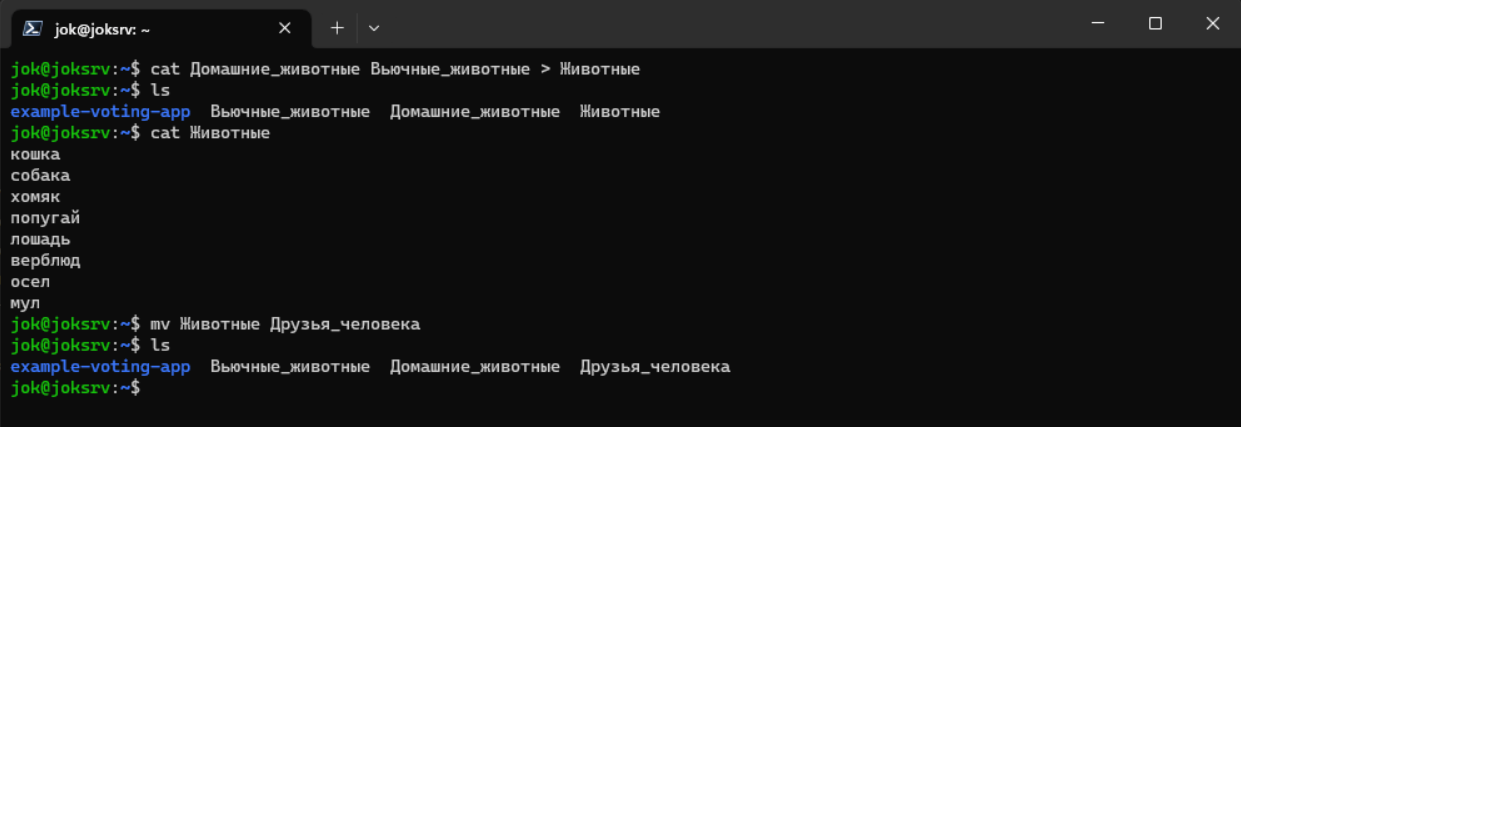 jok@joksrv: ~
jok@joksrv:~$ cat Домашние_животные Вьючные_животные > Животные
jok@joksrv:~$ ls
example-voting-app  Вьючные_животные  Домашние_животные  Животные
jok@joksrv:~$ cat Животные
кошка
собака
хомяк
попугай
лошадь
верблюд
осел
мул
jok@joksrv:~$ mv Животные Друзья_человека
jok@joksrv:~$ ls
example-voting-app  Вьючные_животные  Домашние_животные  Друзья_человека
jok@joksrv:~$